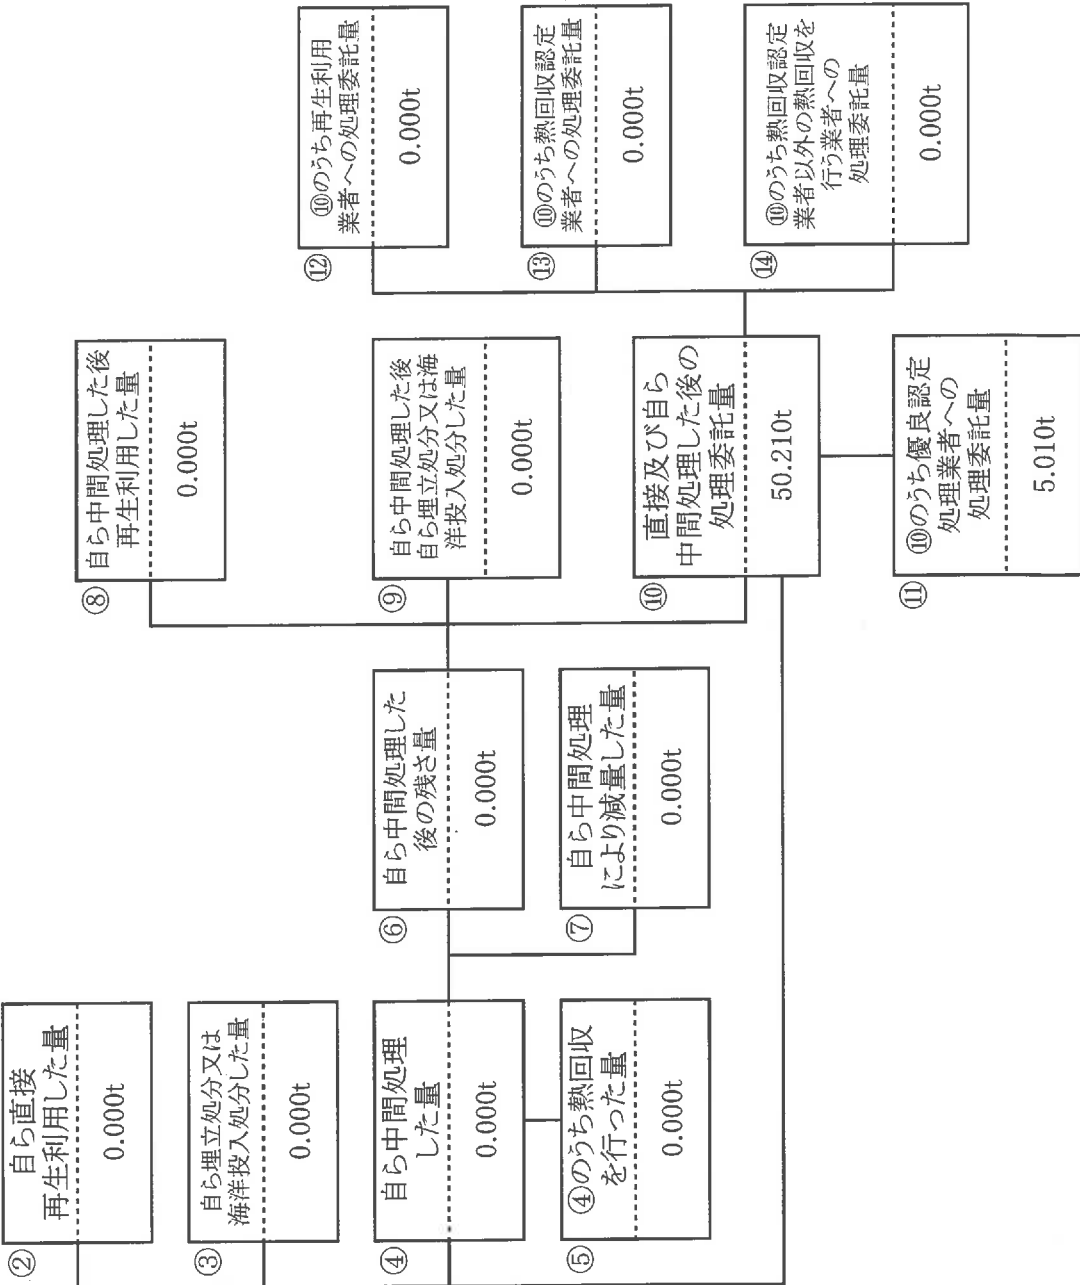 ②
自ら直接
再生利用した量
0.000t
③
自ら埋立処分又は
海洋投入処分した量
0.000t
④
自ら中間処理
した量
0.000t
⑤
④のうち熱回収
を行った量
0.000t
⑥
自ら中間処理した
後の残さ量
0.000t
⑦
自ら中間処理
により減量した量
0.000t
⑧
自ら中間処理した後
再生利用した量
0.000t
⑨
自ら中間処理した後
自ら埋立処分又は海
洋投入処分した量
0.000t
⑩
直接及び自ら
中間処理した後の
処理委託量
50.210t
⑪
⑩のうち優良認定
処理業者への
処理委託量
5.010t
⑫
⑩のうち再生利用
業者への処理委託量
0.000t
⑬
⑩のうち熱回収認定
業者への処理委託量
0.000t
⑭
⑩のうち熱回収認定
業者以外の熱回収を
行う業者への
処理委託量
0.000t